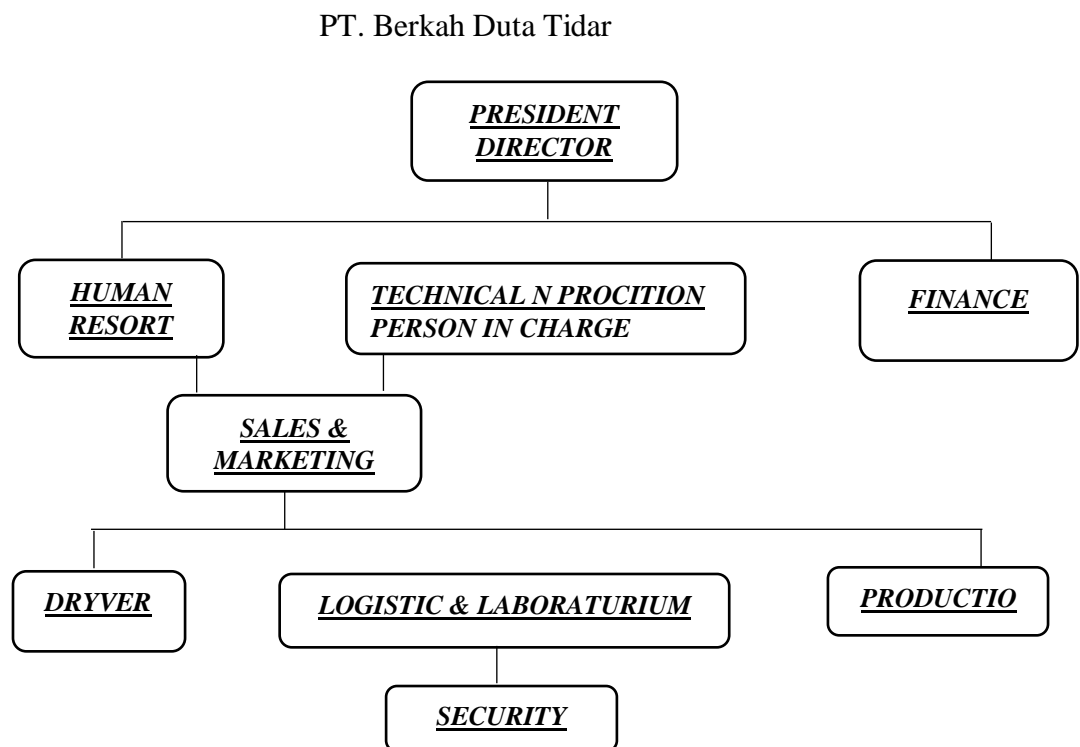 PT. Berkah Duta Tidar
PRESIDENT
DIRECTOR
HUMAN
RESORT
TECHNICAL N PROCITION
PERSON IN CHARGE
FINANCE
SALES &
MARKETING
DRYVER
LOGISTIC & LABORATURIUM
PRODUCTIO
SECURITY